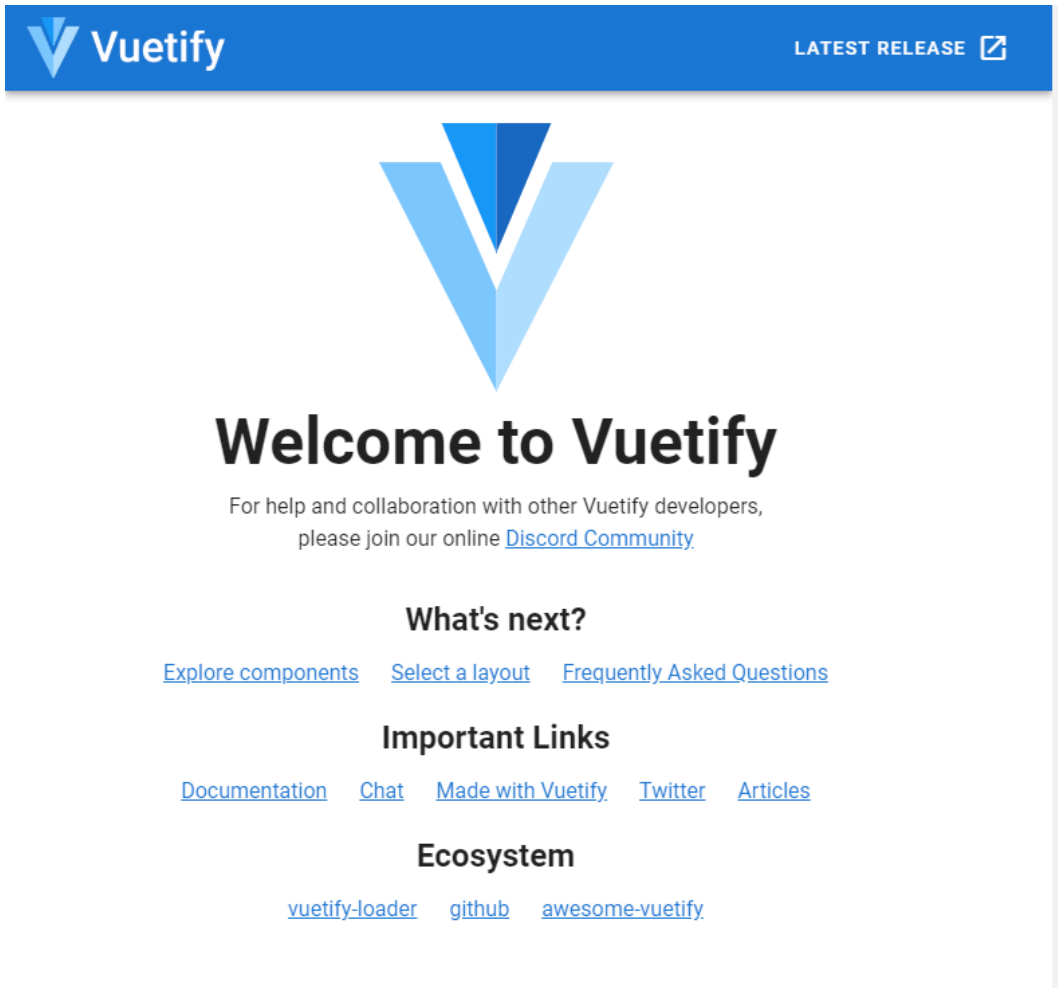 Vuetify
LATEST RELEASE
Welcome to Vuetify
For help and collaboration with other Vuetify developers,
please join our online Discord Community
What's next?
Explore components Select a layout Frequently Asked Questions
Important Links
Documentation Chat Made with Vuetify Twitter Articles
Ecosystem
vuetify-loader github awesome-vuetify